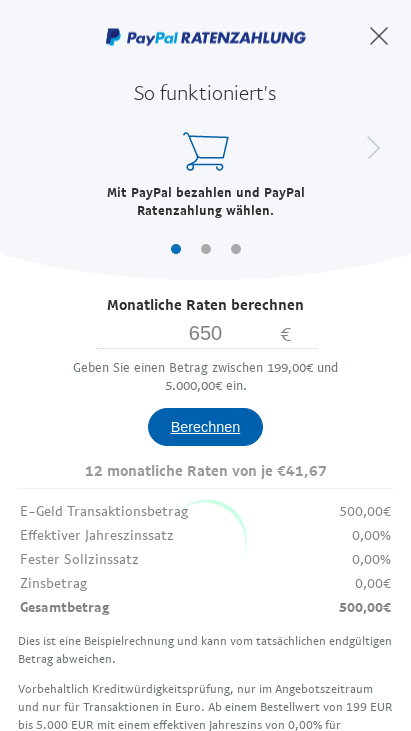 PayPal RATENZAHLUNG
So funktioniert's
Mit PayPal bezahlen und PayPal
Ratenzahlung wählen.
Monatliche Raten berechnen
650 €
Geben Sie einen Betrag zwischen 199,00€ und
5.000,00€ ein.
Berechnen
12 monatliche Raten von je €41,67
E-Geld Transaktionsbetrag 500,00€
Effektiver Jahreszinssatz 0,00%
Fester Sollzinssatz 0,00%
Zinsbetrag 0,00€
Gesamtbetrag 500,00€
Dies ist eine Beispielrechnung und kann vom tatsächlichen endgültigen
Betrag abweichen.
Vorbehaltlich Kreditwürdigkeitsprüfung, nur im Angebotszeitraum
und nur für Transaktionen in Euro. Ab einem Bestellwert von 199 EUR
bis 5.000 EUR mit einem effektiven Jahreszins von 0,00% für